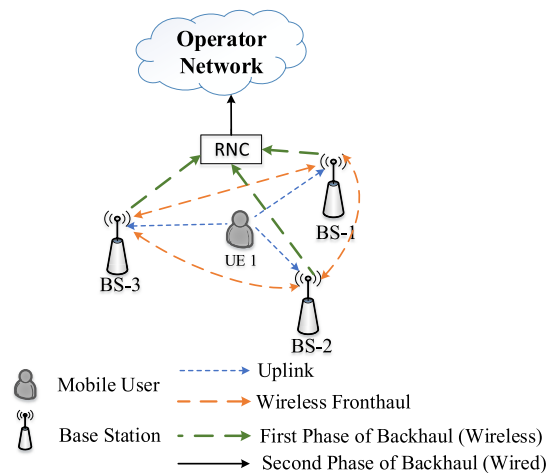 Operator
Network
RNC
BS-1
UE 1
BS-3
BS-2
Uplink
Mobile User
Wireless Fronthaul
Base Station
First Phase of Backhaul (Wireless)
Second Phase of Backhaul (Wired)